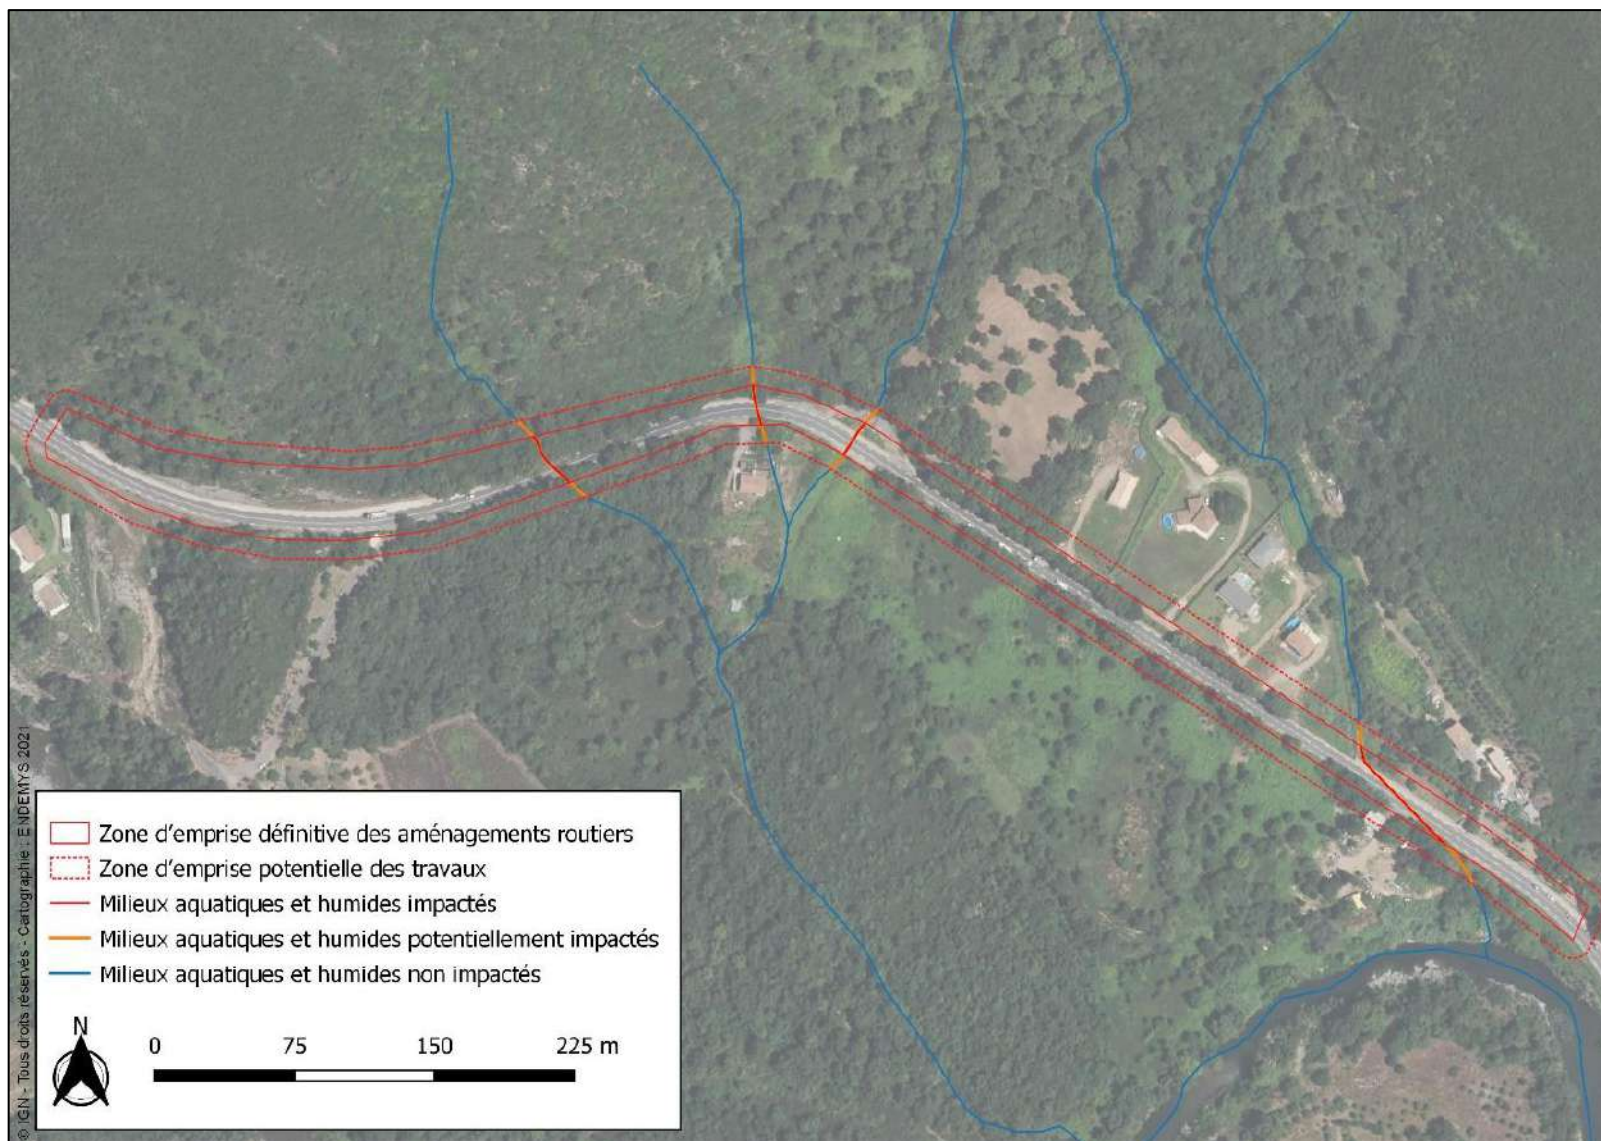 Zone d'emprise définitive des aménagements routiers
Zone d'emprise potentielle des travaux
Milieux aquatiques et humides impactés
Milieux aquatiques et humides potentiellement impactés
Milieux aquatiques et humides non impactés
N
0 75 150 225 m
© IGN - Tous droits réservés - Cartographie : ENDEMYS 2021